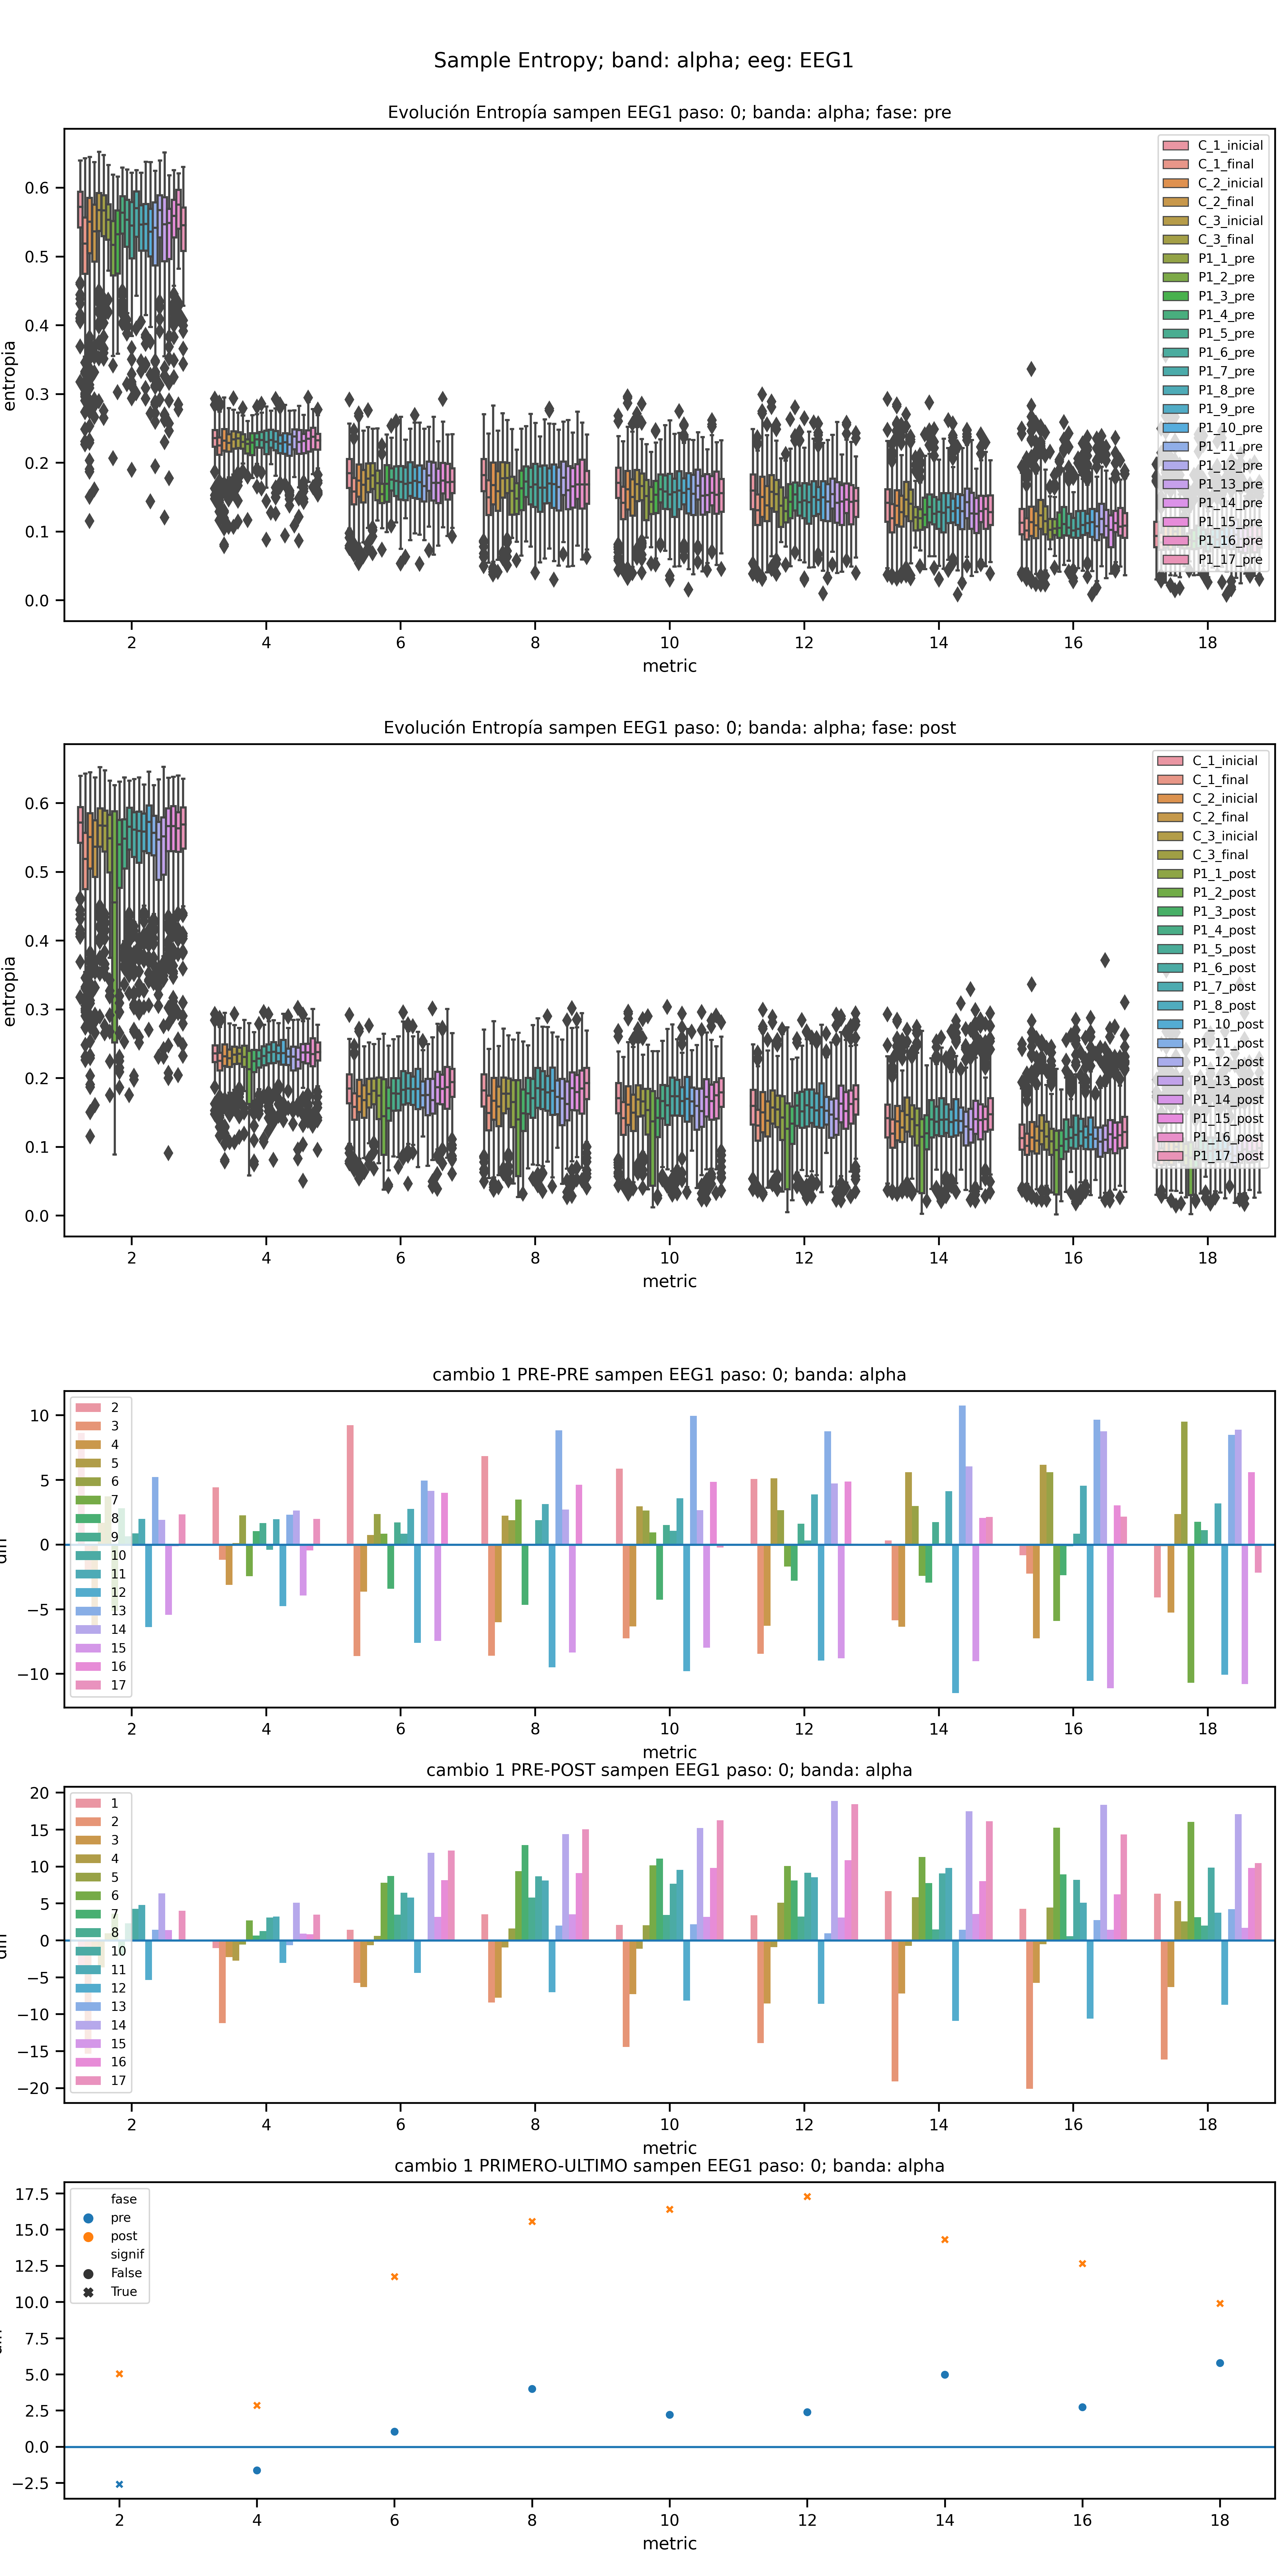 Sample Entropy; band: alpha; eeg: EEG1
Evolución Entropía sampen EEG1 paso: 0; banda: alpha; fase: pre
entropia
0.6
0.5
0.4
0.3
0.2
0.1
0.0
C_1_inicial
C_1_final
C_2_inicial
C_2_final
C_3_inicial
C_3_final
P1_1_pre
P1_2_pre
P1_3_pre
P1_4_pre
P1_5_pre
P1_6_pre
P1_7_pre
P1_8_pre
P1_9_pre
P1_10_pre
P1_11_pre
P1_12_pre
P1_13_pre
P1_14_pre
P1_15_pre
P1_16_pre
P1_17_pre
2 4 6 8 10 12 14 16 18
metric
Evolución Entropía sampen EEG1 paso: 0; banda: alpha; fase: post
entropia
0.6
0.5
0.4
0.3
0.2
0.1
0.0
C_1_inicial
C_1_final
C_2_inicial
C_2_final
C_3_inicial
C_3_final
P1_1_post
P1_2_post
P1_3_post
P1_4_post
P1_5_post
P1_6_post
P1_7_post
P1_8_post
P1_10_post
P1_11_post
P1_12_post
P1_13_post
P1_14_post
P1_15_post
P1_16_post
P1_17_post
2 4 6 8 10 12 14 16 18
metric
cambio 1 PRE-PRE sampen EEG1 paso: 0; banda: alpha
10
5
0
−5
−10
2
3
4
5
6
7
8
9
10
11
12
13
14
15
16
17
2 4 6 8 10 12 14 16 18
metric
cambio 1 PRE-POST sampen EEG1 paso: 0; banda: alpha
20
15
10
5
0
−5
−10
−15
−20
1
2
3
4
5
6
7
8
10
11
12
13
14
15
16
17
2 4 6 8 10 12 14 16 18
metric
cambio 1 PRIMERO-ULTIMO sampen EEG1 paso: 0; banda: alpha
17.5
15.0
12.5
10.0
7.5
5.0
2.5
0.0
−2.5
fase
pre
post
signif
False
True
2 4 6 8 10 12 14 16 18
metric